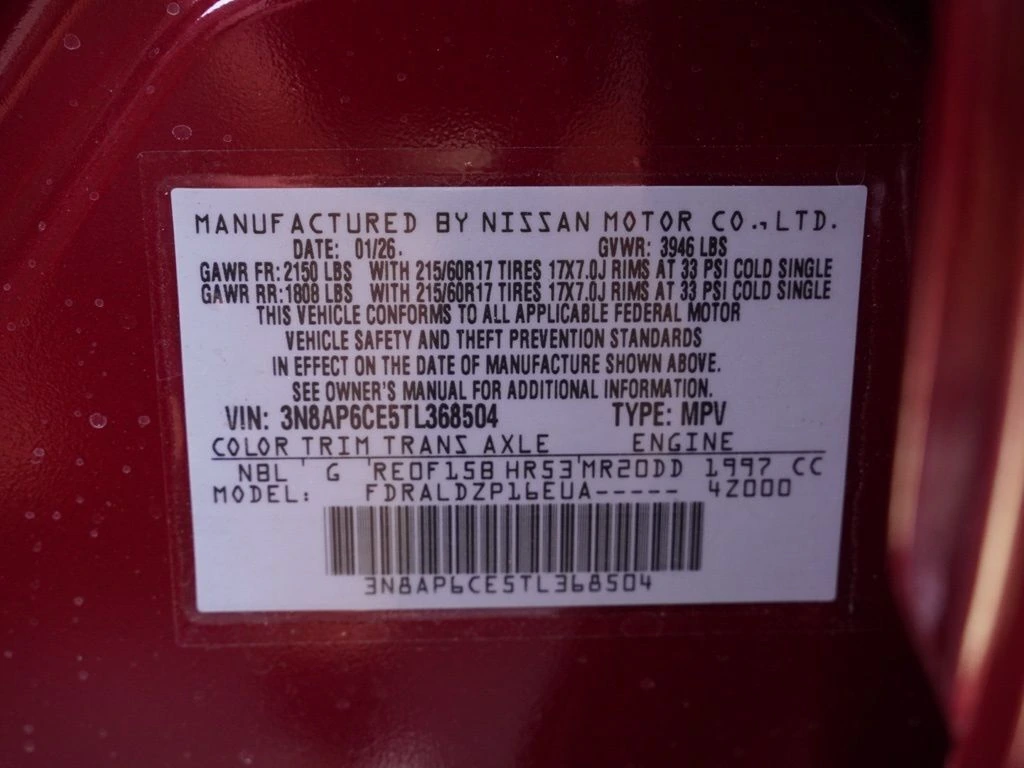 MANUFACTURED BY NISSAN MOTOR CO.,LTD.
DATE: 01/26. GVWR: 3946 LBS
GAWR FR: 2150 LBS WITH 215/60R17 TIRES 17X7.0J RIMS AT 33 PSI COLD SINGLE
GAWR RR: 1808 LBS WITH 215/60R17 TIRES 17X7.0J RIMS AT 33 PSI COLD SINGLE
THIS VEHICLE CONFORMS TO ALL APPLICABLE FEDERAL MOTOR
VEHICLE SAFETY AND THEFT PREVENTION STANDARDS
IN EFFECT ON THE DATE OF MANUFACTURE SHOWN ABOVE.
SEE OWNER'S MANUAL FOR ADDITIONAL INFORMATION.
VIN: 3N8AP6CE5TL368504 TYPE: MPV
COLOR TRIM TRANS AXLE ENGINE
NBL G RE0F15B HR53 MR20DD 1997 CC
MODEL: FDRALDZP16EUA----- 4Z000
3N8AP6CE5TL368504